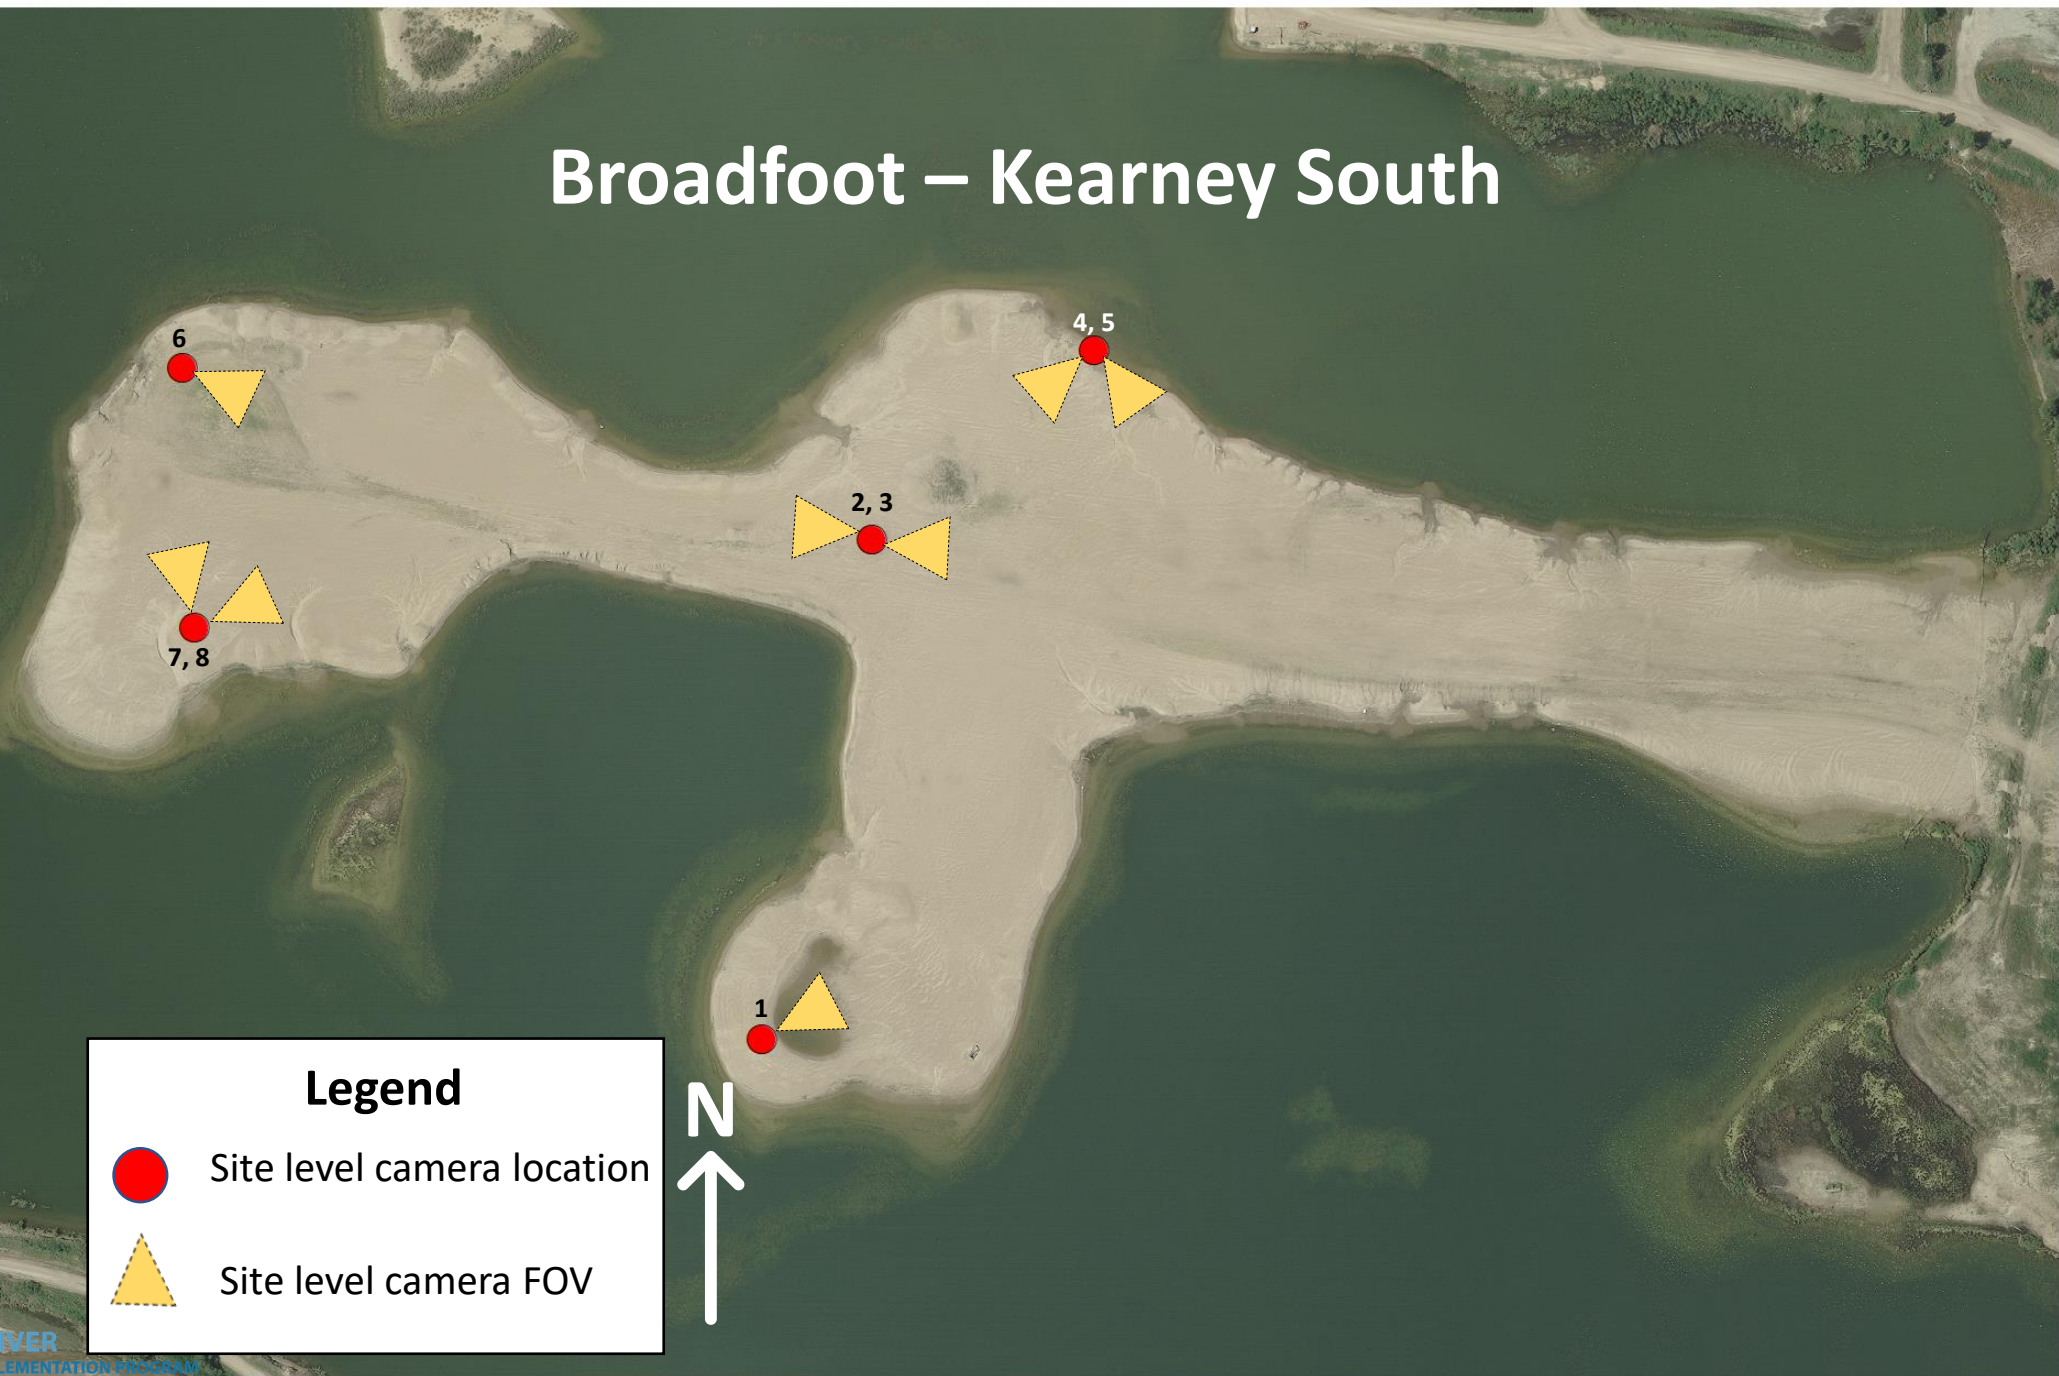 Broadfoot – Kearney South
6
4, 5
2, 3
7, 8
1
N
Legend
Site level camera location
Site level camera FOV